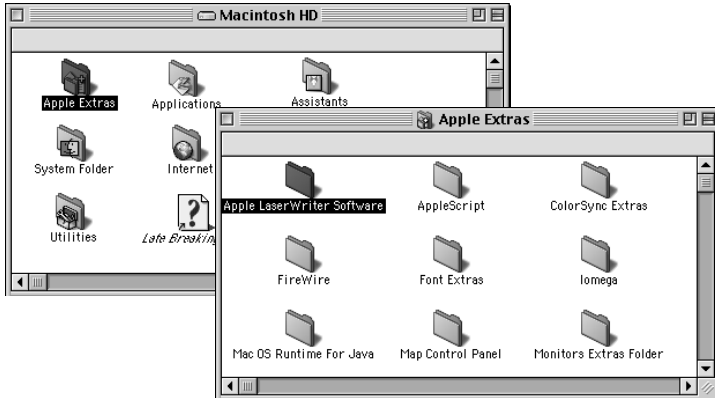 Macintosh HD
Apple Extras
Applications
Assistants
System Folder
Internet
Utilities
Late
Apple Extras
Apple LaserWriter Software
AppleScript
ColorSync Extras
FireWire
Font Extras
Iomega
Mac OS Runtime For Java
Map Control Panel
Monitors Extras Folder